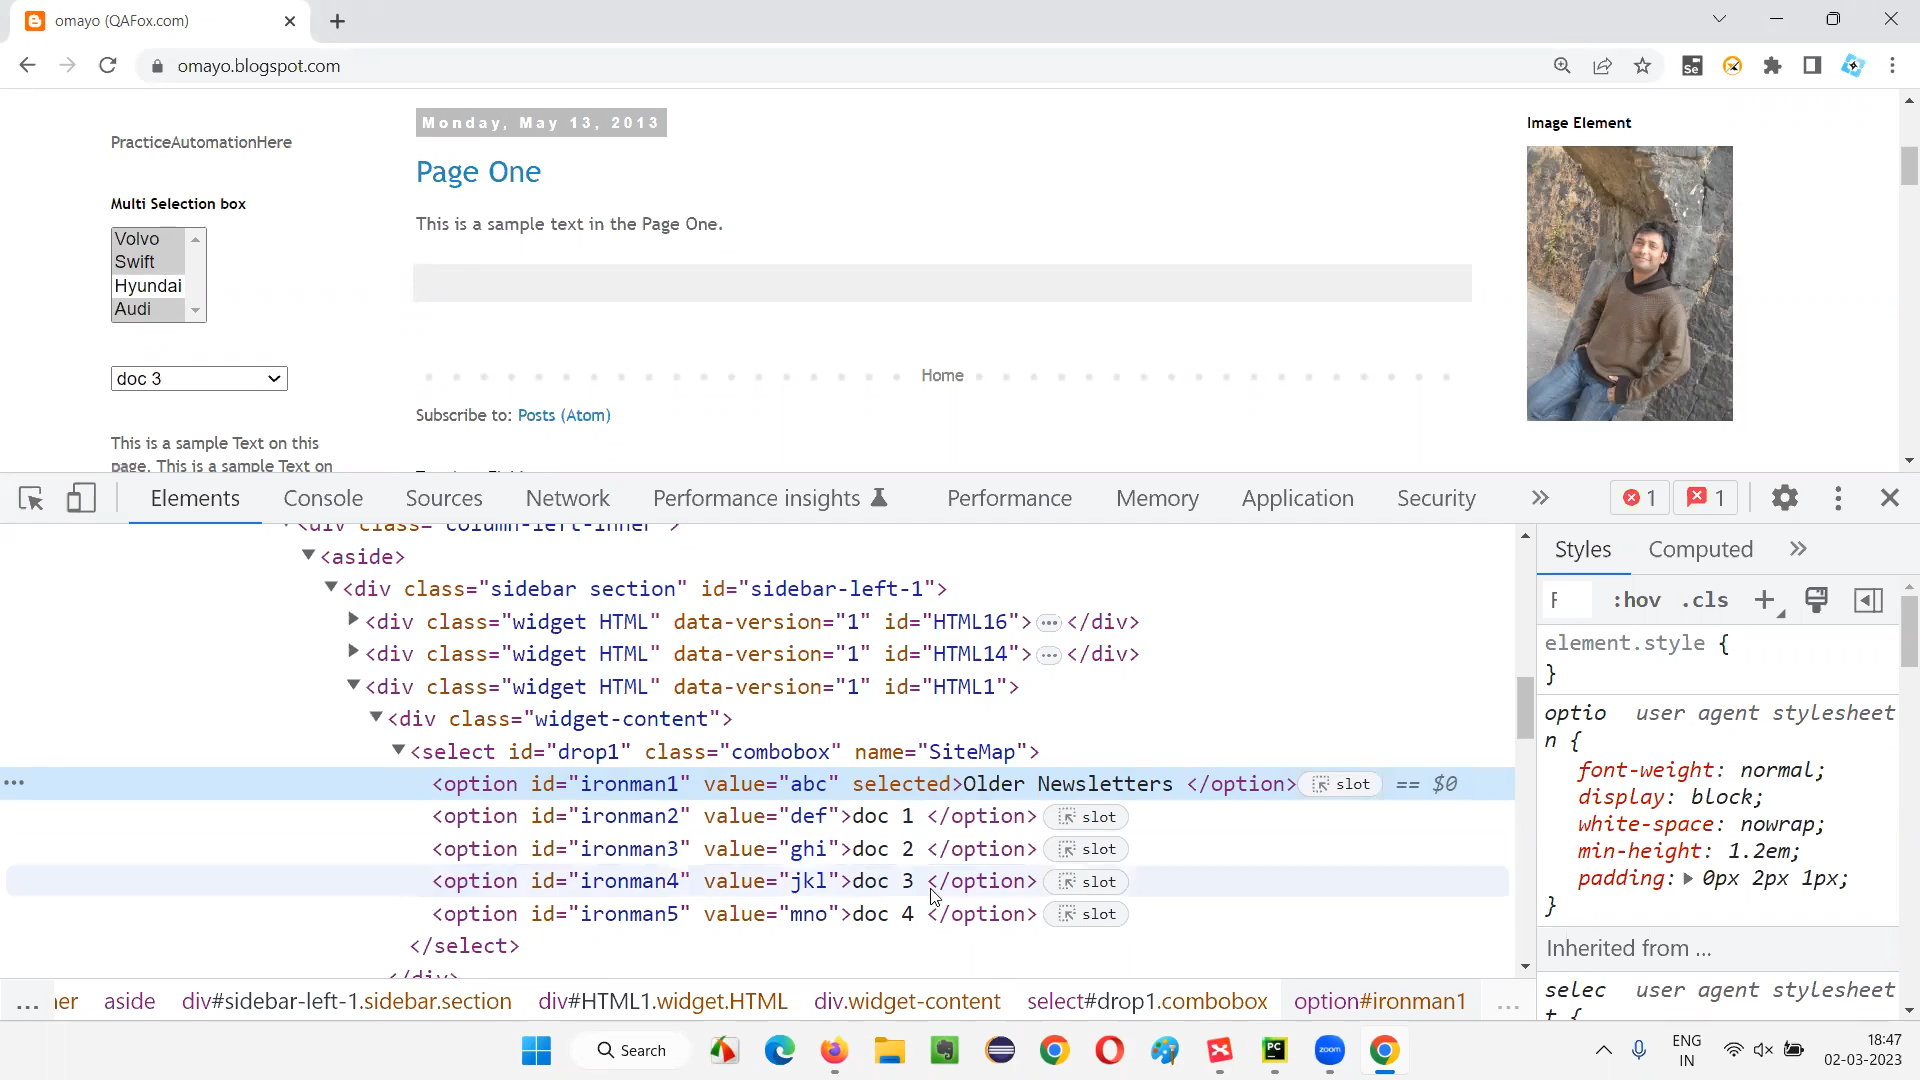 omayo (QAFox.com)
omayo.blogspot.com
PracticeAutomationHere
Multi Selection box
Volvo
Swift
Hyundai
Audi
doc 3
This is a sample Text on this
page. This is a sample Text on
Monday, May 13, 2013
Page One
This is a sample text in the Page One.
Home
Subscribe to: Posts (Atom)
Image Element
Elements Console Sources Network Performance insights Performance Memory Application Security » 1 1
<div class="column-left-inner">
<aside>
<div class="sidebar section" id="sidebar-left-1">
<div class="widget HTML" data-version="1" id="HTML16">…</div>
<div class="widget HTML" data-version="1" id="HTML14">…</div>
<div class="widget HTML" data-version="1" id="HTML1">
<div class="widget-content">
<select id="drop1" class="combobox" name="SiteMap">
<option id="ironman1" value="abc" selected>Older Newsletters </option> slot == $0
<option id="ironman2" value="def">doc 1 </option> slot
<option id="ironman3" value="ghi">doc 2 </option> slot
<option id="ironman4" value="jkl">doc 3 </option> slot
<option id="ironman5" value="mno">doc 4 </option> slot
</select>
</div>
... ner aside div#sidebar-left-1.sidebar.section div#HTML1.widget.HTML div.widget-content select#drop1.combobox option#ironman1 ...
Styles Computed »
F :hov .cls +
element.style {
}
optio user agent stylesheet
n {
font-weight: normal;
display: block;
white-space: nowrap;
min-height: 1.2em;
padding: 0px 2px 1px;
}
Inherited from ...
selec user agent stylesheet
t {
Search
Se
PC
zoom
ENG
IN
18:47
02-03-2023